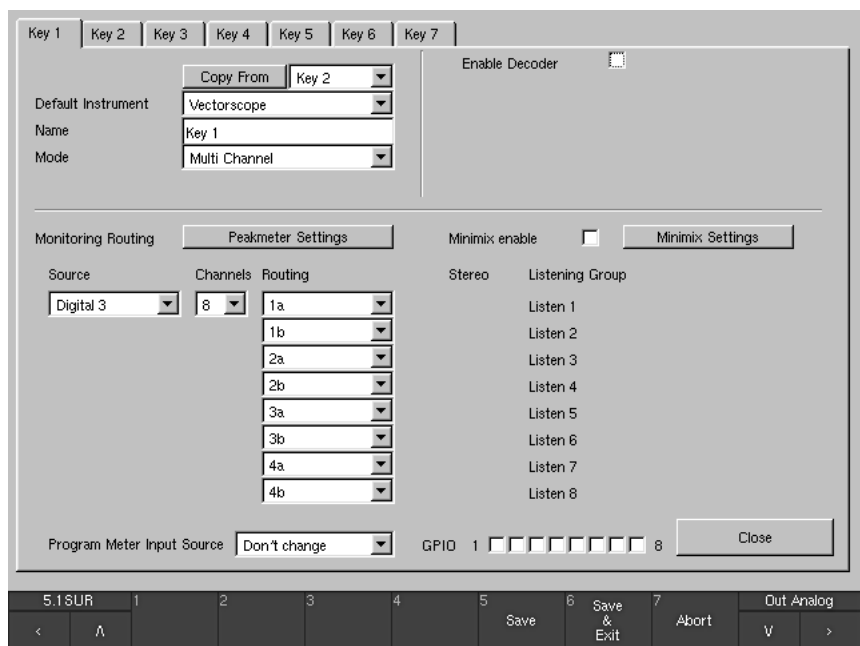 Key 1 Key 2 Key 3 Key 4 Key 5 Key 6 Key 7
Copy From Key 2 Enable Decoder
Default Instrument Vectorscope
Name Key 1
Mode Multi Channel
Monitoring Routing Peakmeter Settings Minimix enable Minimix Settings
Source Channels Routing Stereo Listening Group
Digital 3 8 1a Listen 1
1b Listen 2
2a Listen 3
2b Listen 4
3a Listen 5
3b Listen 6
4a Listen 7
4b Listen 8
Program Meter Input Source Don't change GPIO 1 8 Close
5.1SUR 1 2 3 4 5 6 7 Out Analog
< Λ Save Save & Exit Abort V >